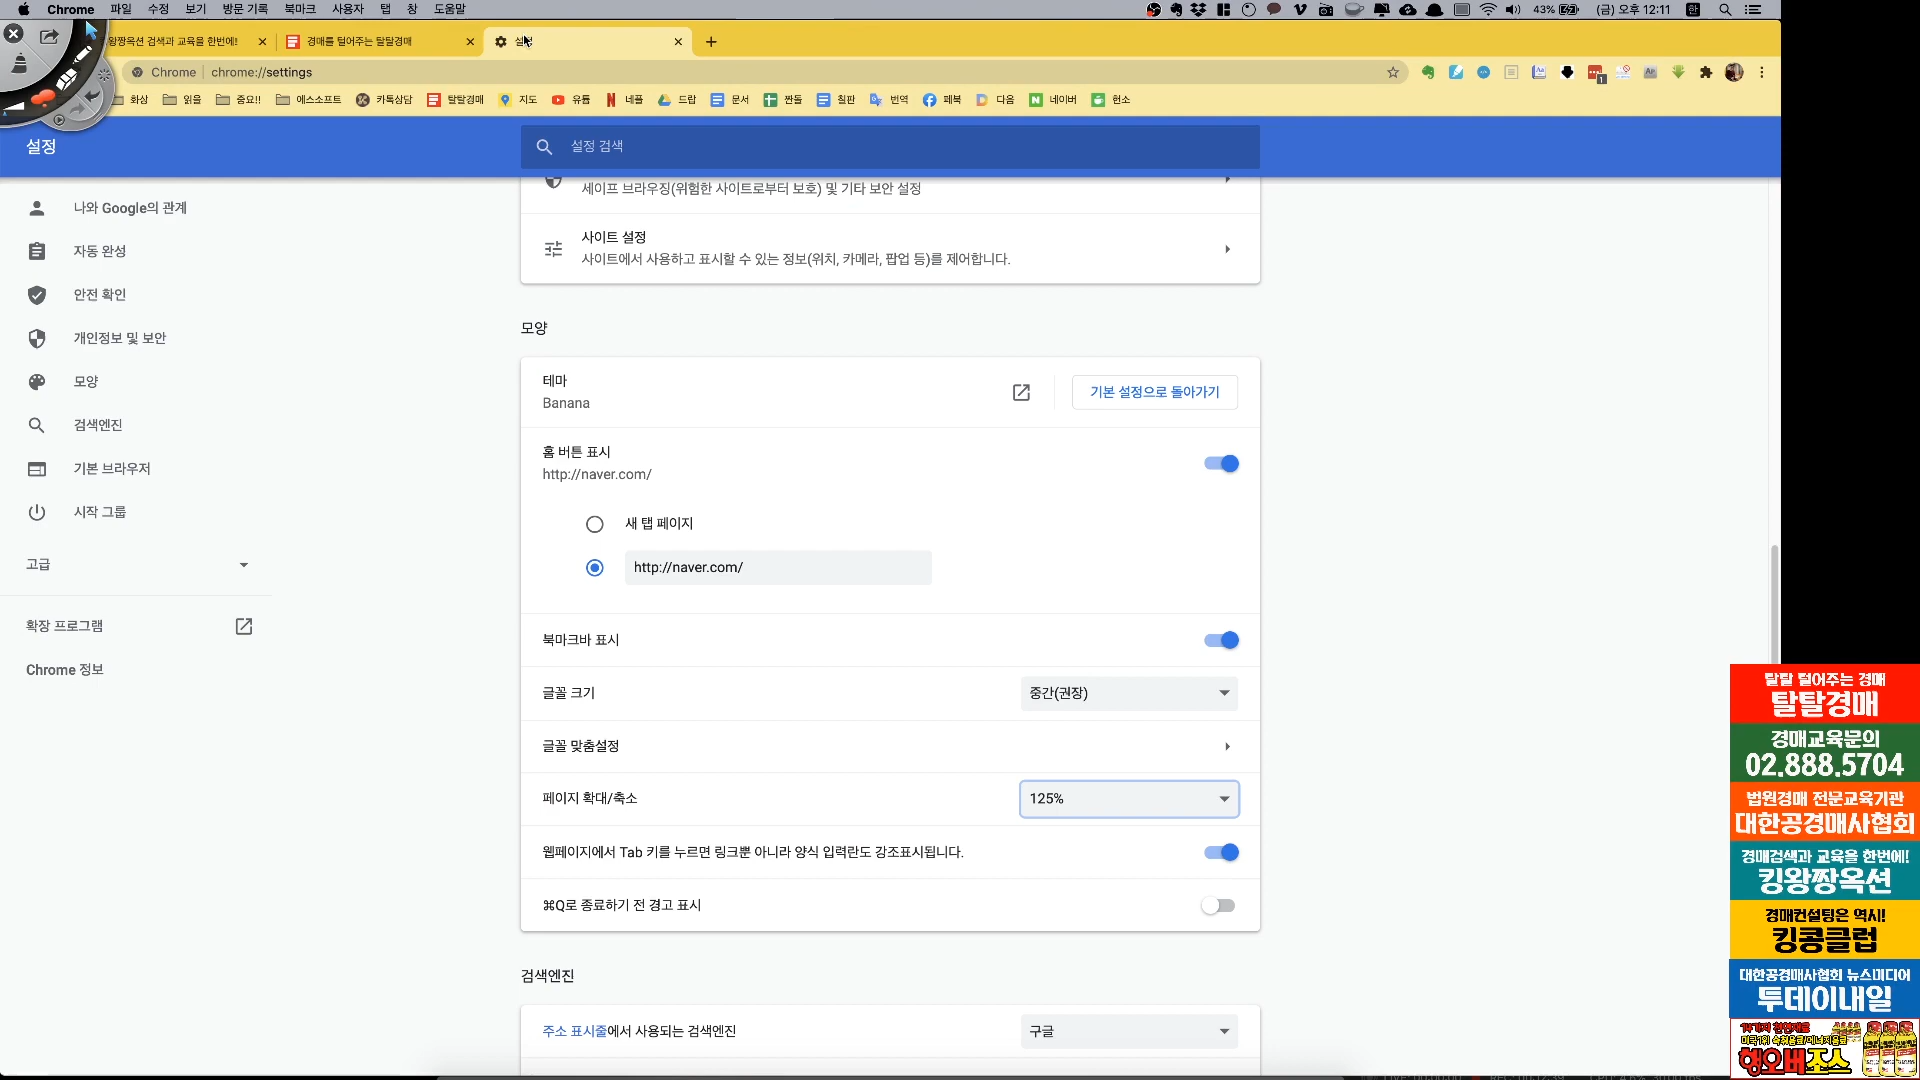 Chrome 파일 수정 보기 방문 기록 북마크 사용자 탭 창 도움말 43% (금) 오후 12:11 한
왕짱옥션 검색과 교육을 한번에!! 경매를 털어주는 탈탈경매
Chrome chrome://settings
화상 읽을 중요!! 에스소프트 카톡상담 탈탈경매 지도 유튭 네플 드랍 문서 짠돌 칠판 번역 페북 다음 네이버 헌소
설정
설정 검색
나와 Google의 관계
자동 완성
안전 확인
개인정보 및 보안
모양
검색엔진
기본 브라우저
시작 그룹
고급
확장 프로그램
Chrome 정보
세이프 브라우징(위험한 사이트로부터 보호) 및 기타 보안 설정
사이트 설정
사이트에서 사용하고 표시할 수 있는 정보(위치, 카메라, 팝업 등)를 제어합니다.
모양
테마
Banana
기본 설정으로 돌아가기
홈 버튼 표시
http://naver.com/
새 탭 페이지
http://naver.com/
북마크바 표시
글꼴 크기 중간(권장)
글꼴 맞춤설정
페이지 확대/축소 125%
웹페이지에서 Tab 키를 누르면 링크뿐 아니라 양식 입력란도 강조표시됩니다.
⌘Q로 종료하기 전 경고 표시
검색엔진
주소 표시줄에서 사용되는 검색엔진 구글
탈탈 털어주는 경매
탈탈경매
경매교육문의
02.888.5704
법원경매 전문교육기관
대한공경매사협회
경매검색과 교육을 한번에!
킹왕짱옥션
경매컨설팅은 역시!
킹콩클럽
대한공경매사협회 뉴스미디어
투데이내일